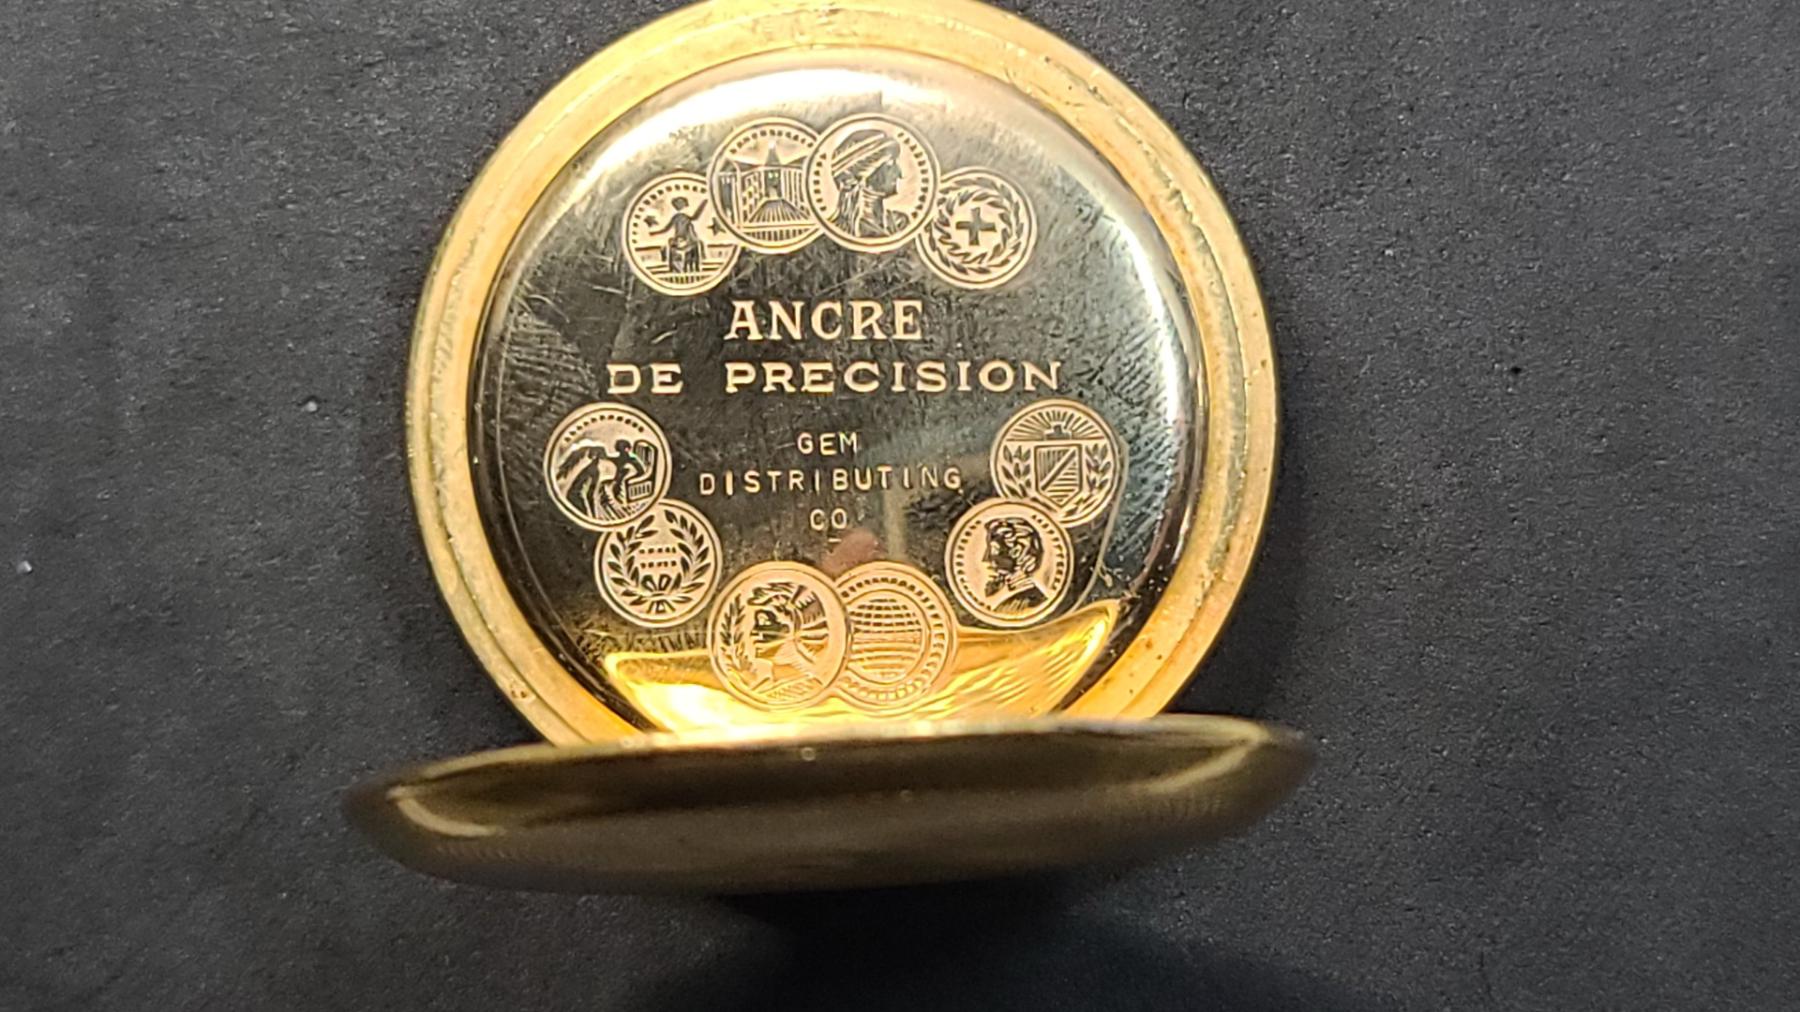 ANCRE
DE PRECISION
GEM
DISTRIBUTING
CO.